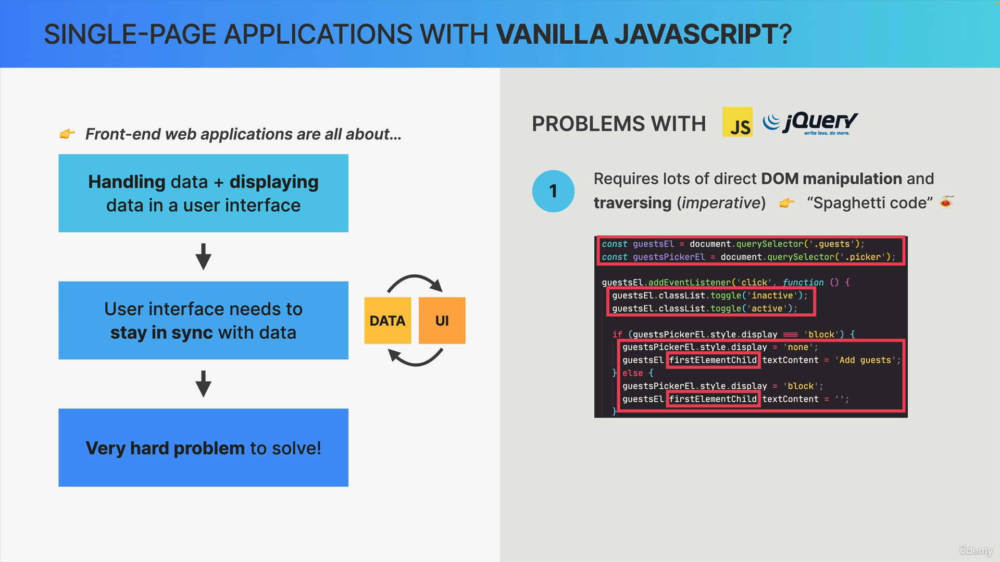 SINGLE-PAGE APPLICATIONS WITH VANILLA JAVASCRIPT?
👉 Front-end web applications are all about...
Handling data + displaying
data in a user interface
User interface needs to
stay in sync with data
DATA
UI
Very hard problem to solve!
PROBLEMS WITH
JS
jQuery
write less, do more.
1
Requires lots of direct DOM manipulation and
traversing (imperative) 👉 “Spaghetti code” 🍝
const guestsEl = document.querySelector('.guests');
const guestsPickerEl = document.querySelector('.picker');
guestsEl.addEventListener('click', function () {
guestsEl.classList.toggle('inactive');
guestsEl.classList.toggle('active');
if (guestsPickerEl.style.display === 'block') {
guestsPickerEl.style.display = 'none';
guestsEl.firstElementChild.textContent = 'Add guests';
} else {
guestsPickerEl.style.display = 'block';
guestsEl.firstElementChild.textContent = '';
}
ûdemy